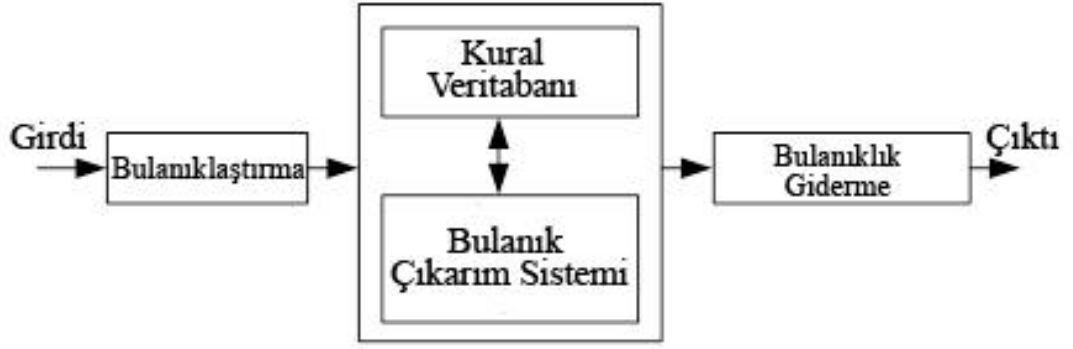 Girdi
Bulanıklaştırma
Kural
Veritabanı
Bulanık
Çıkarım Sistemi
Bulanıklık
Giderme
Çıktı